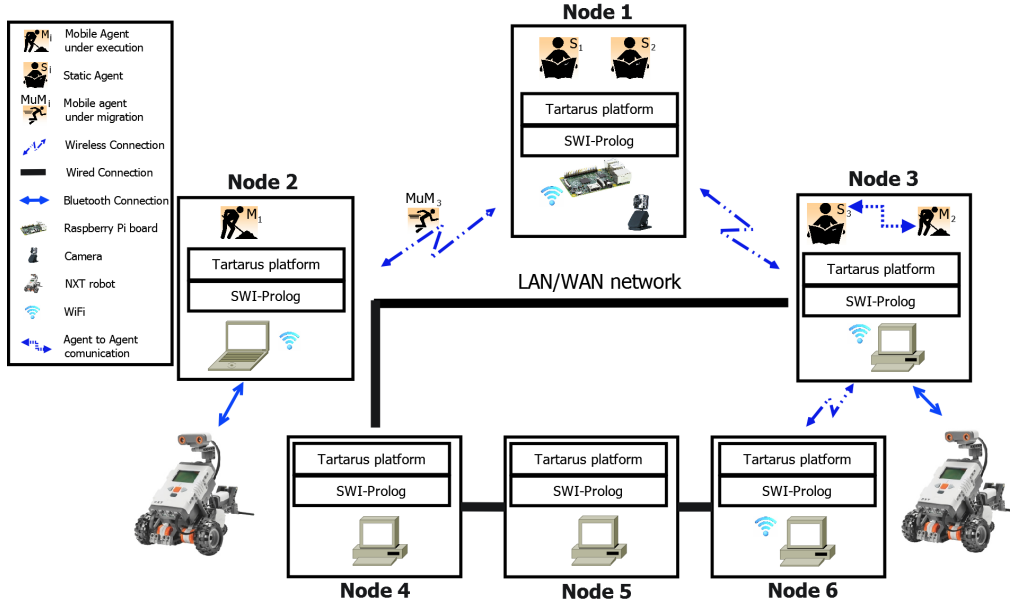 Node 1
M i
Mobile Agent
under execution
S i
Static Agent
MuM i
Mobile agent
under migration
Wireless Connection
Wired Connection
Bluetooth Connection
Raspberry Pi board
Camera
NXT robot
WiFi
Agent to Agent
comunication
S1
S2
Tartarus platform
SWI-Prolog
Node 2
M1
Tartarus platform
SWI-Prolog
MuM3
Node 3
S3
M2
Tartarus platform
SWI-Prolog
LAN/WAN network
Tartarus platform
SWI-Prolog
Node 4
Tartarus platform
SWI-Prolog
Node 5
Tartarus platform
SWI-Prolog
Node 6